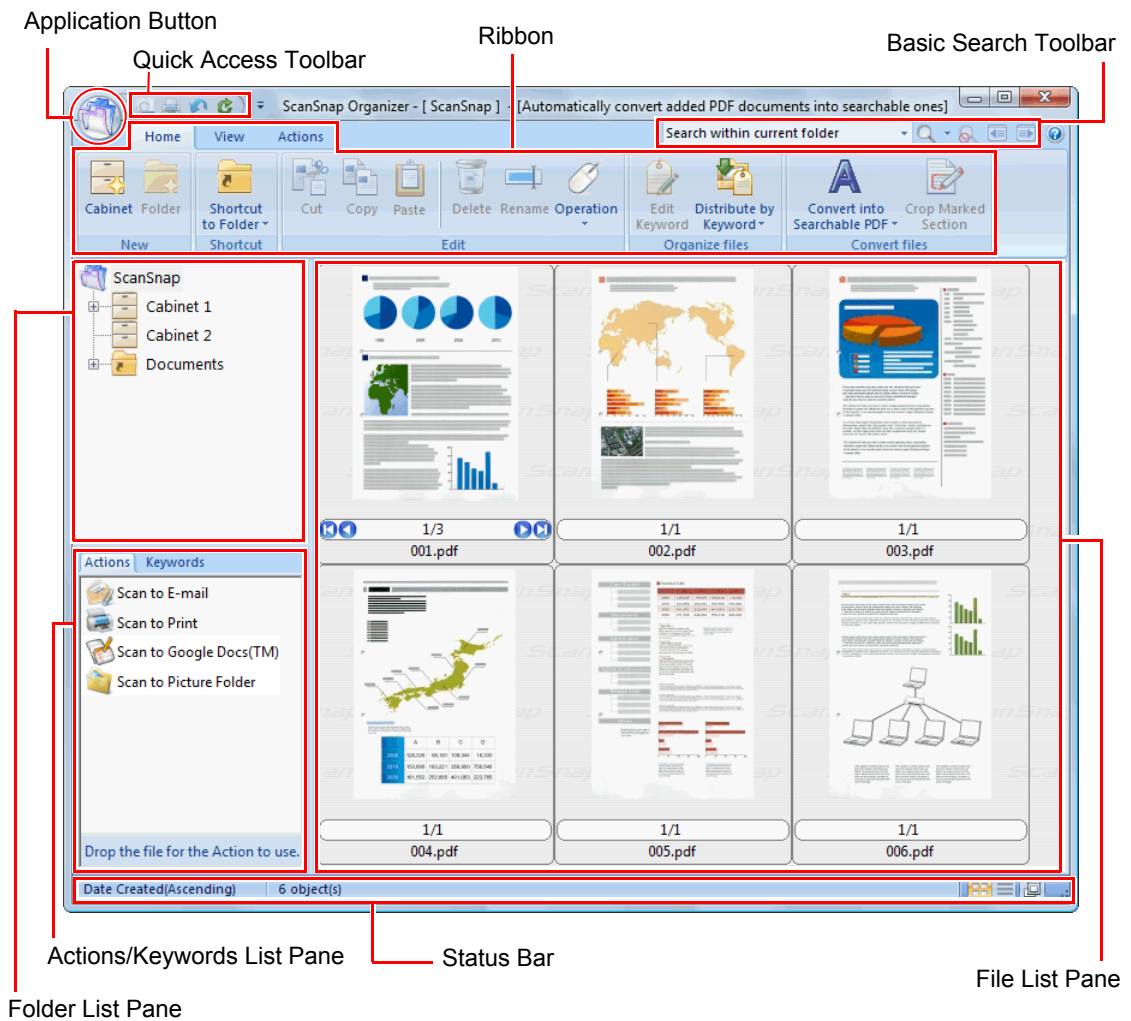 Application Button
Quick Access Toolbar
Ribbon
Basic Search Toolbar
ScanSnap Organizer - [ ScanSnap ] - [Automatically convert added PDF documents into searchable ones]
Home View Actions
Search within current folder
Cabinet Folder
Shortcut to Folder
Cut Copy Paste Delete Rename Operation
Edit Keyword
Distribute by Keyword
Convert into Searchable PDF
Crop Marked Section
New Shortcut Edit Organize files Convert files
ScanSnap
Cabinet 1
Cabinet 2
Documents
1/3
001.pdf
1/1
002.pdf
1/1
003.pdf
Actions Keywords
Scan to E-mail
Scan to Print
Scan to Google Docs(TM)
Scan to Picture Folder
Drop the file for the Action to use.
A B C D
1/1
004.pdf
1/1
005.pdf
1/1
006.pdf
Date Created(Ascending) 6 object(s)
Actions/Keywords List Pane
Status Bar
File List Pane
Folder List Pane